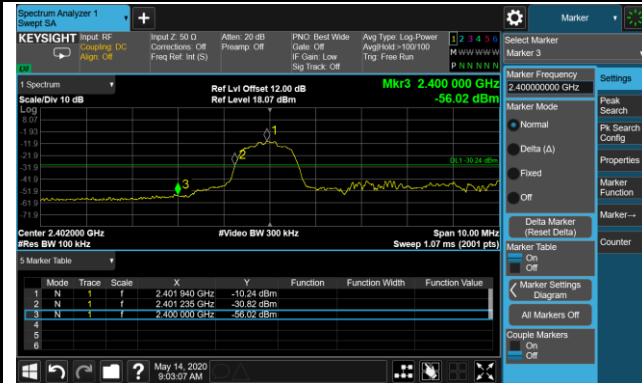 Spectrum Analyzer 1
Swept SA
Marker
KEYSIGHT
Input: RF
Coupling: DC
Align: Off
Input Z: 50 Ω
Corrections: Off
Freq Ref: Int (S)
Atten: 20 dB
Preamp: Off
PNO: Best Wide
Gate: Off
IF Gain: Low
Sig Track: Off
Avg Type: Log-Power
Avg|Hold:>100/100
Trig: Free Run
1 2 3 4 5 6
M W W W W W
P N N N N N
Select Marker
Marker 3
1 Spectrum
Scale/Div 10 dB
Ref Lvl Offset 12.00 dB
Ref Level 18.07 dBm
Mkr3 2.400 000 GHz
-56.02 dBm
Log
8.07
-1.93
-11.9
-21.9
-31.9
-41.9
-51.9
-61.9
-71.9
1
2
3
DL1 -30.24 dBm
Center 2.402000 GHz
#Res BW 100 kHz
#Video BW 300 kHz
Span 10.00 MHz
Sweep 1.07 ms (2001 pts)
5 Marker Table
Mode Trace Scale X Y Function Function Width Function Value
1 N 1 f 2.401 940 GHz -10.24 dBm
2 N 1 f 2.401 235 GHz -30.82 dBm
3 N 1 f 2.400 000 GHz -56.02 dBm
4
5
6
Marker Frequency
2.400000000 GHz
Marker Mode
Normal
Delta (Δ)
Fixed
Off
Delta Marker
(Reset Delta)
Marker Table
On
Off
Marker Settings
Diagram
All Markers Off
Couple Markers
On
Off
Settings
Peak
Search
Pk Search
Config
Properties
Marker
Function
Marker→
Counter
?
May 14, 2020
9:03:07 AM